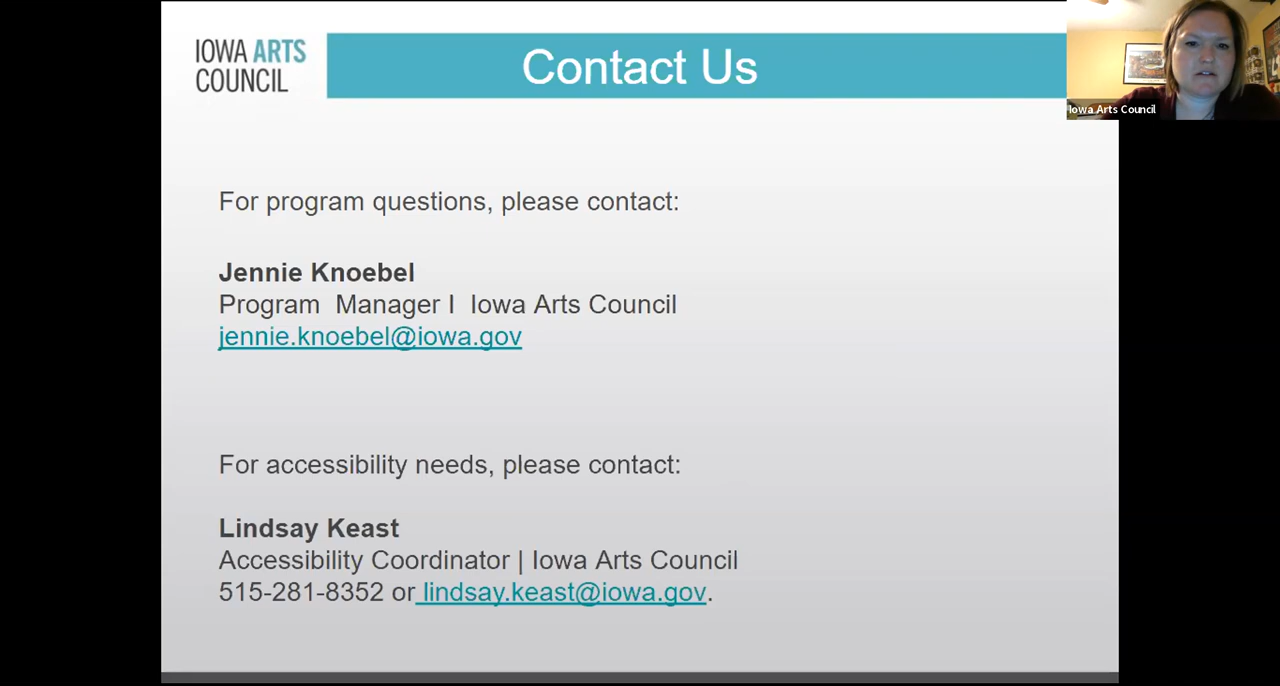 IOWA ARTS
COUNCIL
Contact Us
Iowa Arts Council
For program questions, please contact:
Jennie Knoebel
Program  Manager I  Iowa Arts Council
jennie.knoebel@iowa.gov
For accessibility needs, please contact:
Lindsay Keast
Accessibility Coordinator | Iowa Arts Council
515-281-8352 or lindsay.keast@iowa.gov.